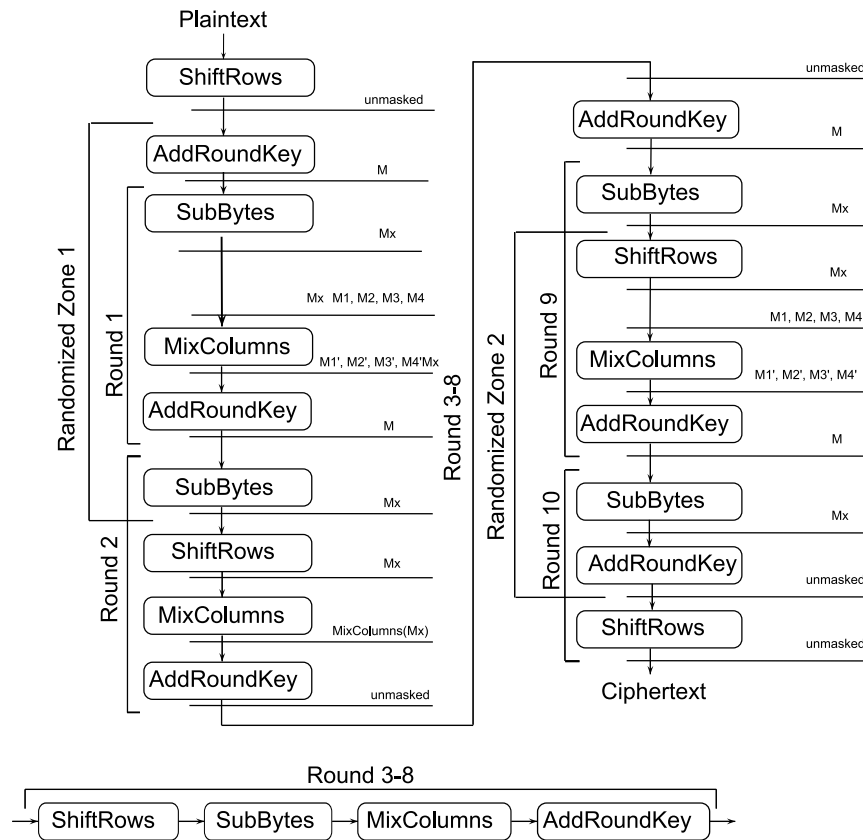 Plaintext
ShiftRows
unmasked
AddRoundKey
M
SubBytes
Mx
Mx M1, M2, M3, M4
MixColumns
M1', M2', M3', M4'Mx
AddRoundKey
M
SubBytes
Mx
ShiftRows
Mx
MixColumns
MixColumns(Mx)
AddRoundKey
unmasked
Randomized Zone 1
Round 1
Round 2
Round 3-8
unmasked
AddRoundKey
M
SubBytes
Mx
ShiftRows
Mx
M1, M2, M3, M4
MixColumns
M1', M2', M3', M4'
AddRoundKey
M
SubBytes
Mx
AddRoundKey
unmasked
ShiftRows
unmasked
Ciphertext
Randomized Zone 2
Round 9
Round 10
Round 3-8
ShiftRows
SubBytes
MixColumns
AddRoundKey